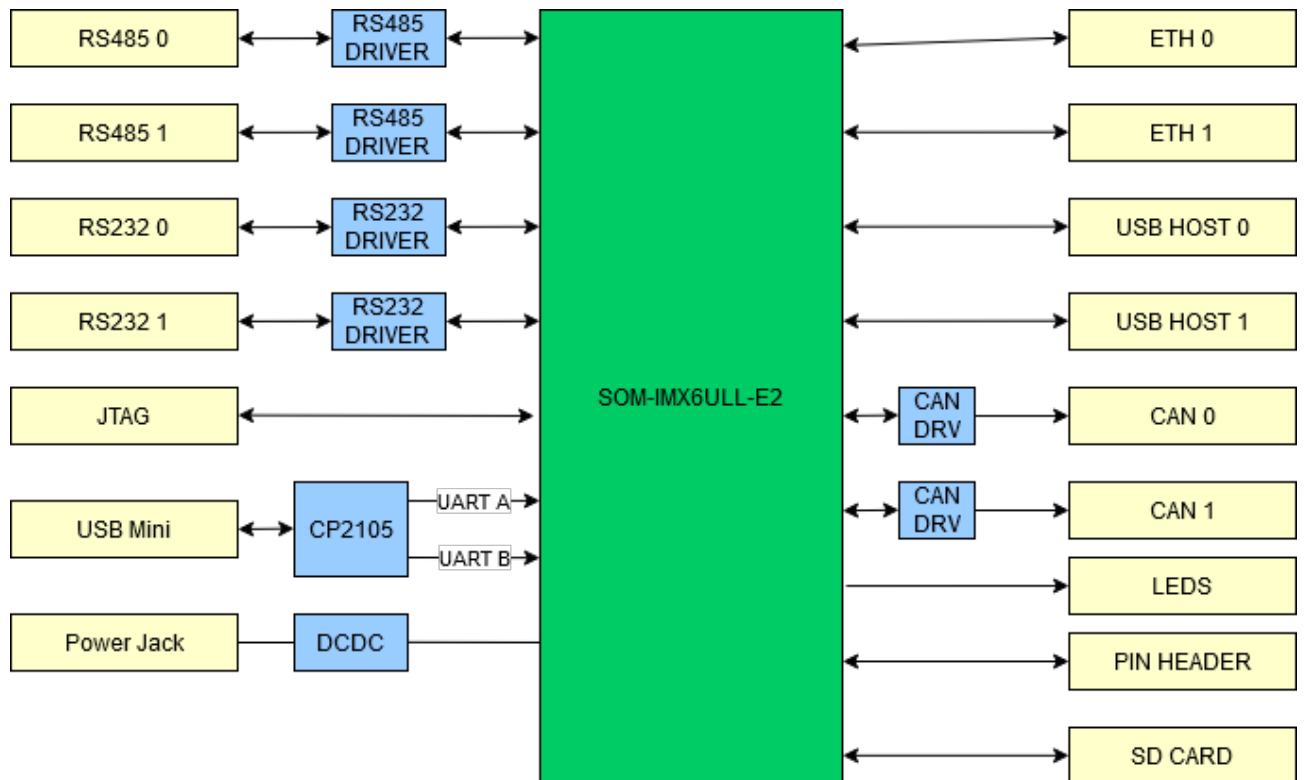 RS485 0
RS485
DRIVER
ETH 0
RS485 1
RS485
DRIVER
ETH 1
RS232 0
RS232
DRIVER
USB HOST 0
RS232 1
RS232
DRIVER
USB HOST 1
SOM-IMX6ULL-E2
JTAG
CAN
DRV
CAN 0
USB Mini
CP2105
UART A
UART B
CAN
DRV
CAN 1
LEDS
Power Jack
DCDC
PIN HEADER
SD CARD